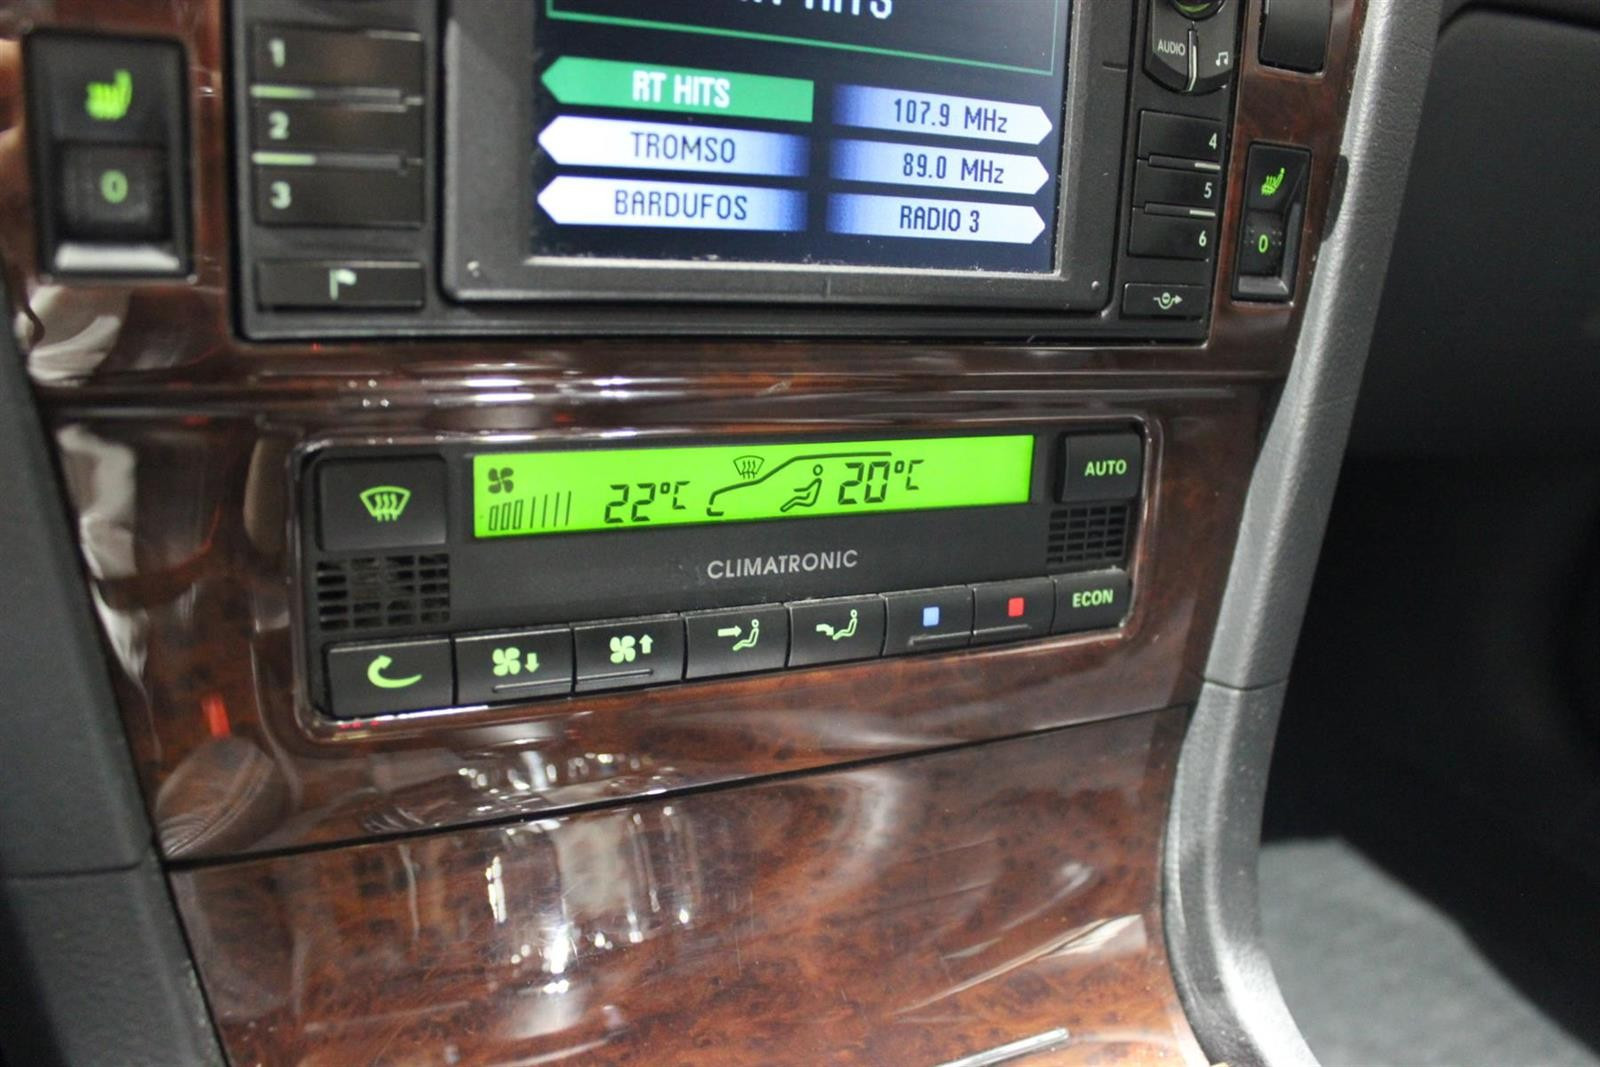 HITS
1
2
3
RT HITS
TROMSO
BARDUFOS
107.9 MHz
89.0 MHz
RADIO 3
AUDIO
4
5
6
0
0
22°C
20°C
AUTO
CLIMATRONIC
ECON